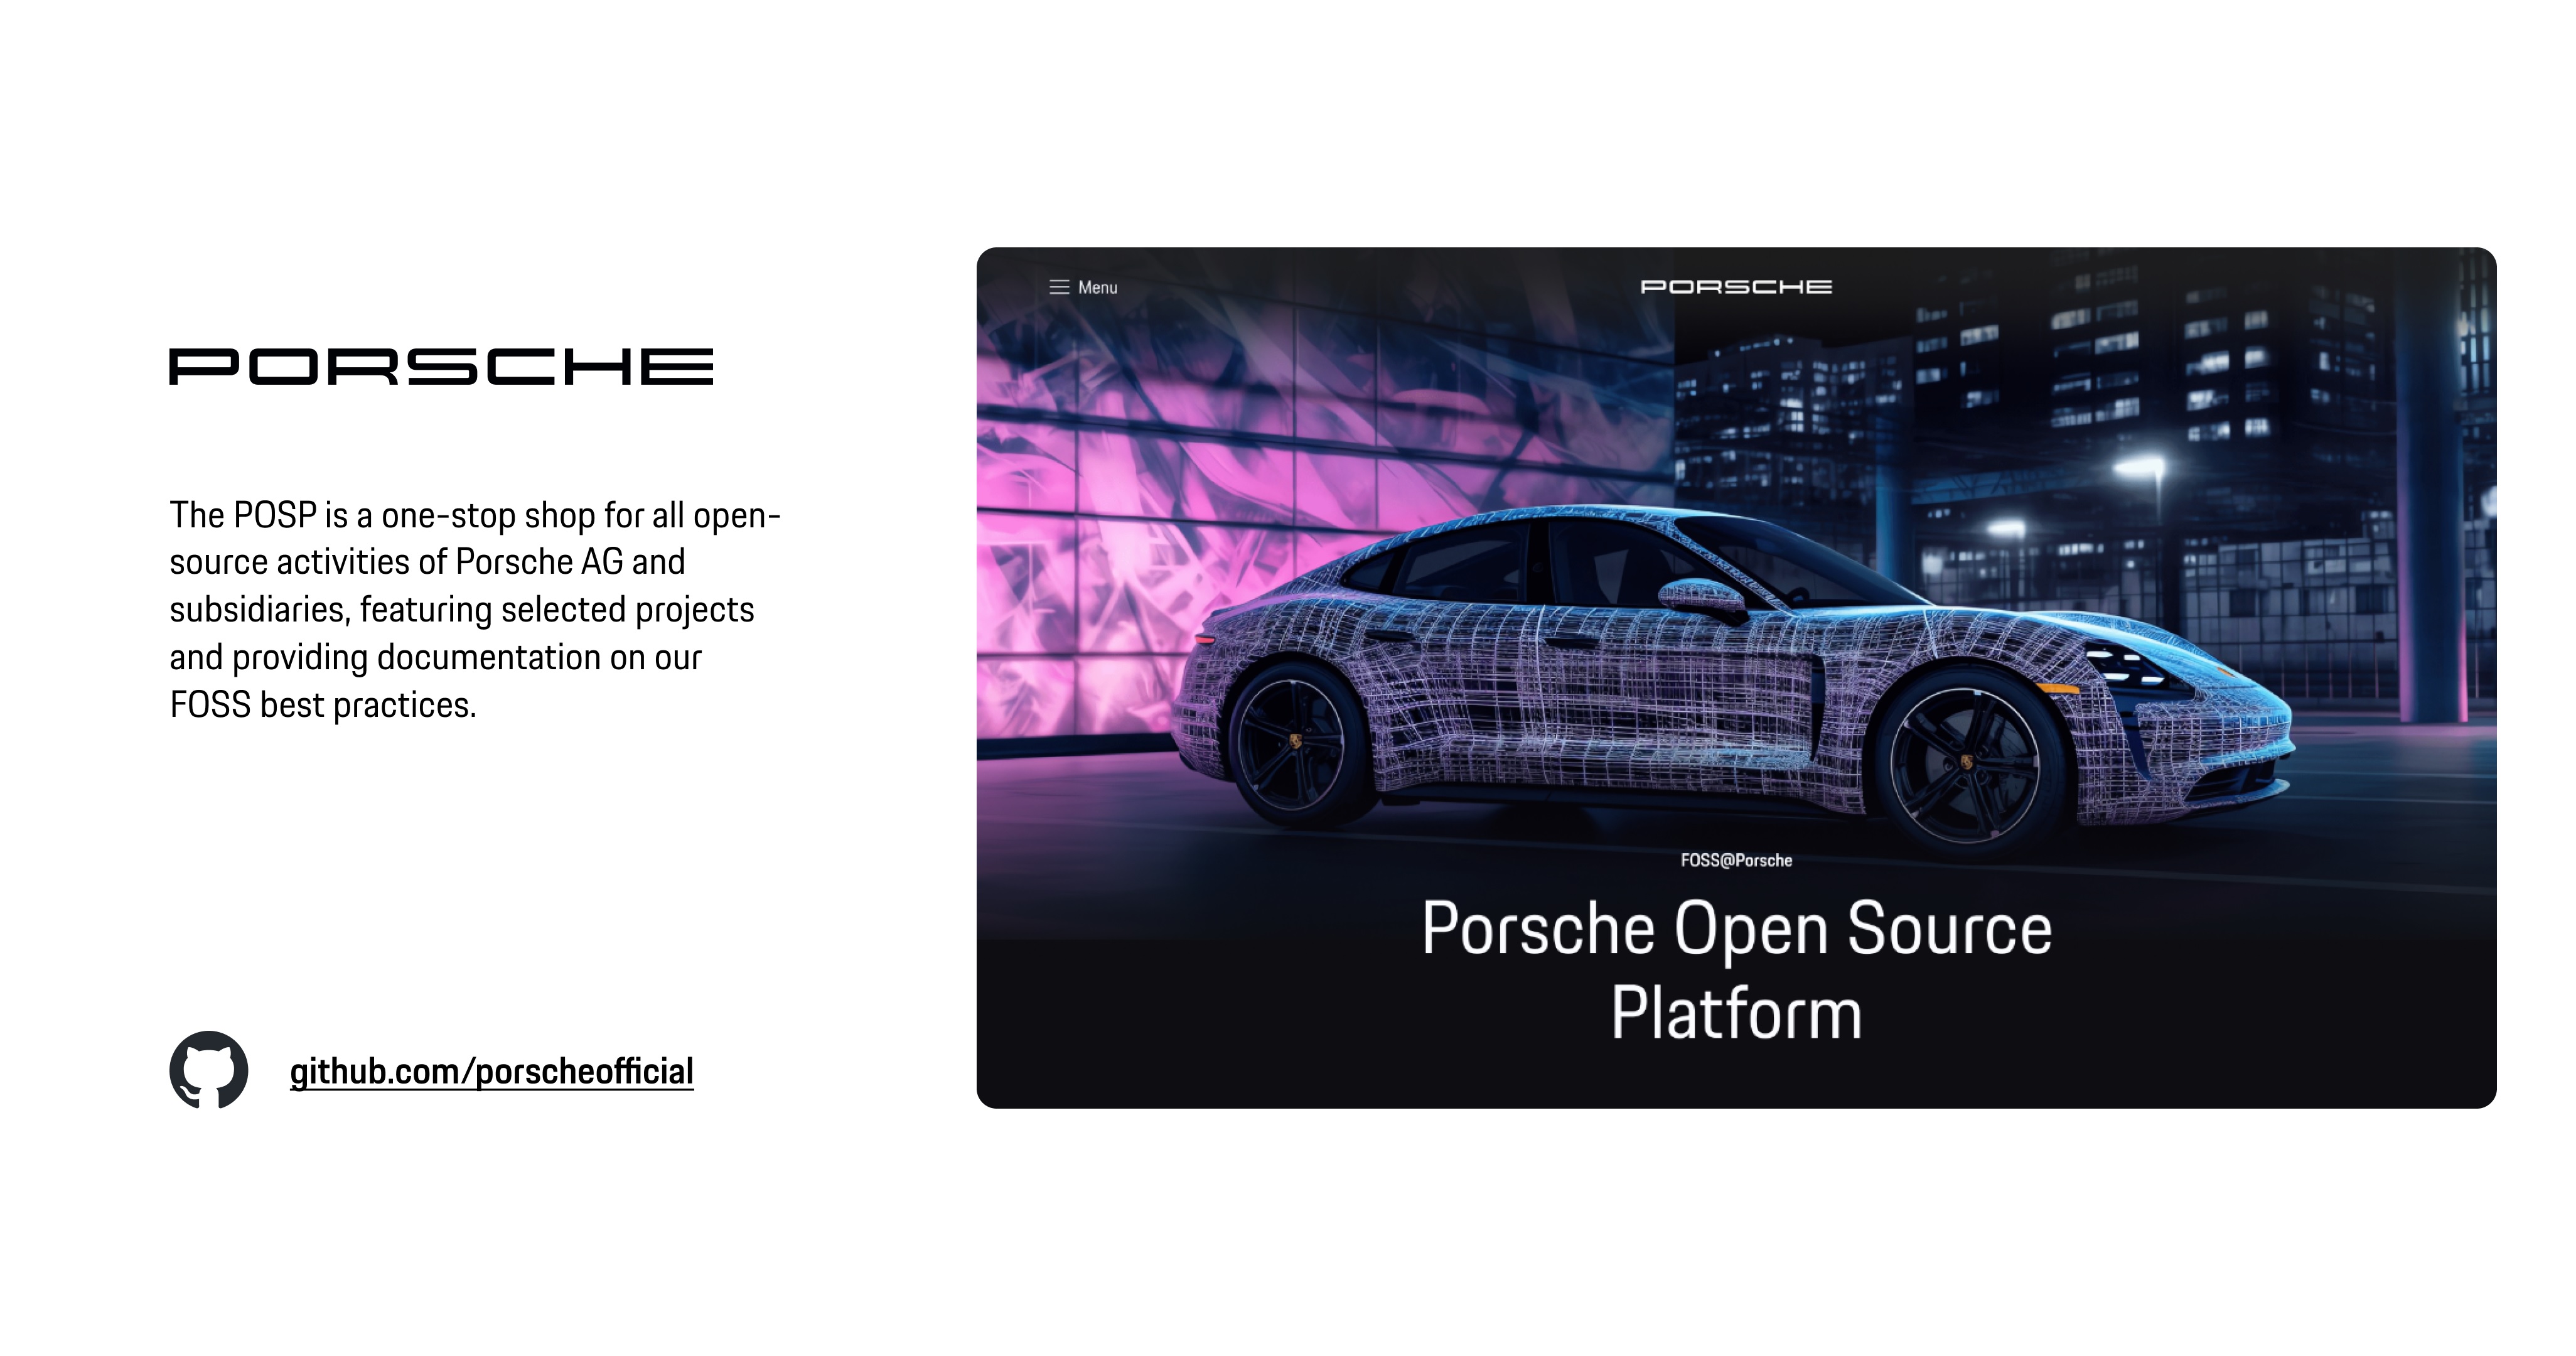 PORSCHE
The POSP is a one-stop shop for all open-
source activities of Porsche AG and
subsidiaries, featuring selected projects
and providing documentation on our
FOSS best practices.
github.com/porscheofficial
Menu
PORSCHE
FOSS@Porsche
Porsche Open Source
Platform